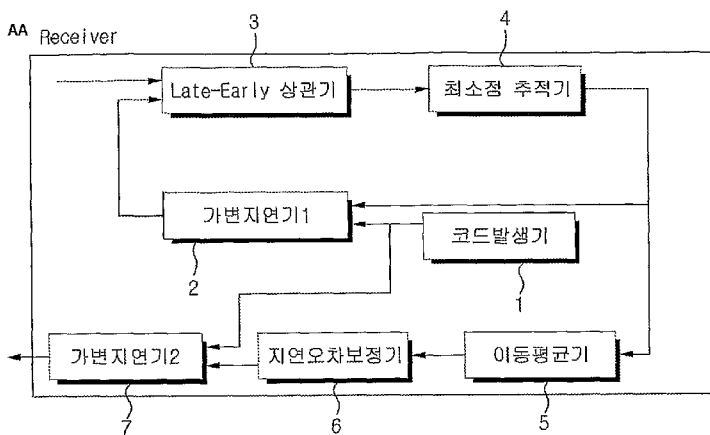 AA Receiver
3
4
Late-Early 상관기
최소점 추적기
가변지연기1
코드발생기
2
1
가변지연기2
지연오차보정기
이동평균기
7
6
5